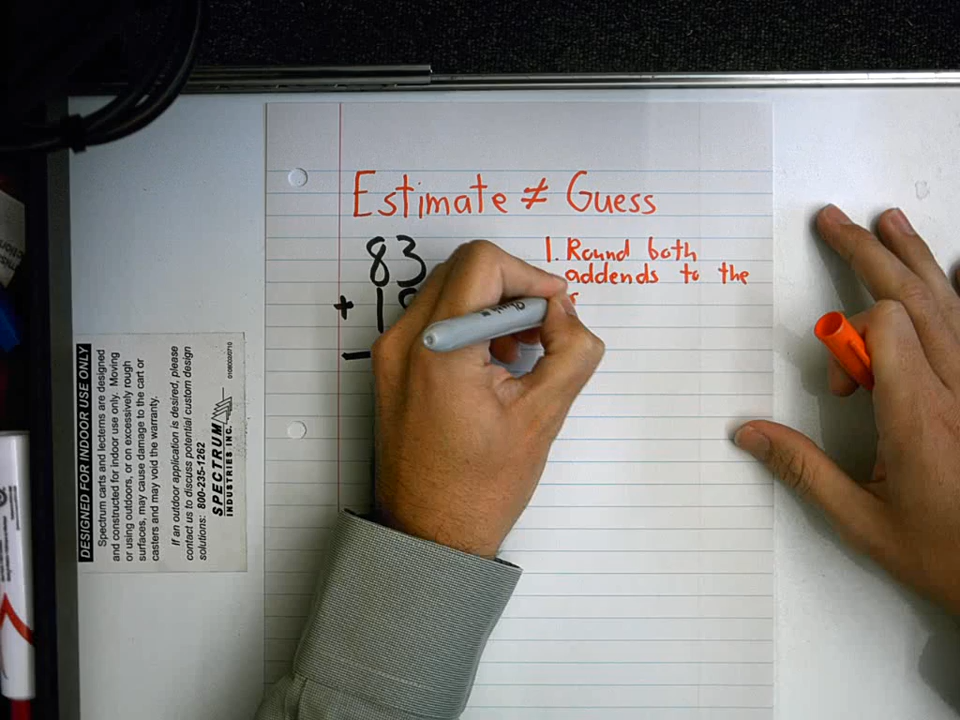 Estimate ≠ Guess
83
+ 1
1. Round both
addends to the
DESIGNED FOR INDOOR USE ONLY
Spectrum carts and lecterns are designed
and constructed for indoor use only. Moving
or using outdoors, or on excessively rough
surfaces, may cause damage to the cart or
casters and may void the warranty.
If an outdoor application is desired, please
contact us to discuss potential custom design
solutions: 800-235-1262
SPECTRUM
INDUSTRIES INC.